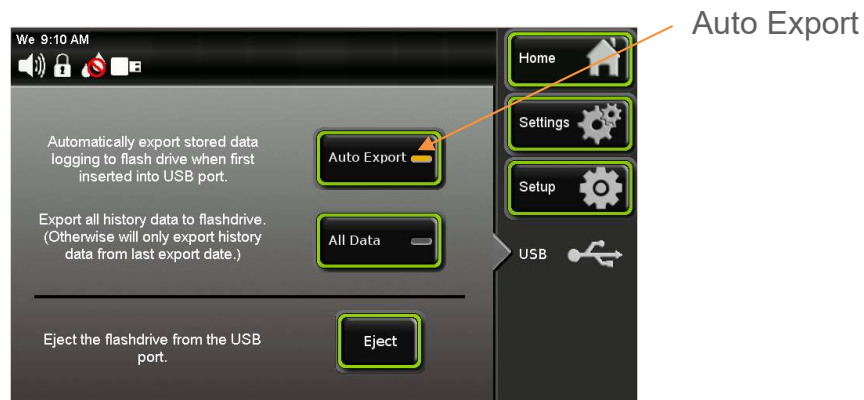 Auto Export
We 9:10 AM
Home
Settings
Setup
USB
Automatically export stored data
logging to flash drive when first
inserted into USB port.
Auto Export
Export all history data to flashdrive.
(Otherwise will only export history
data from last export date.)
All Data
Eject the flashdrive from the USB
port.
Eject